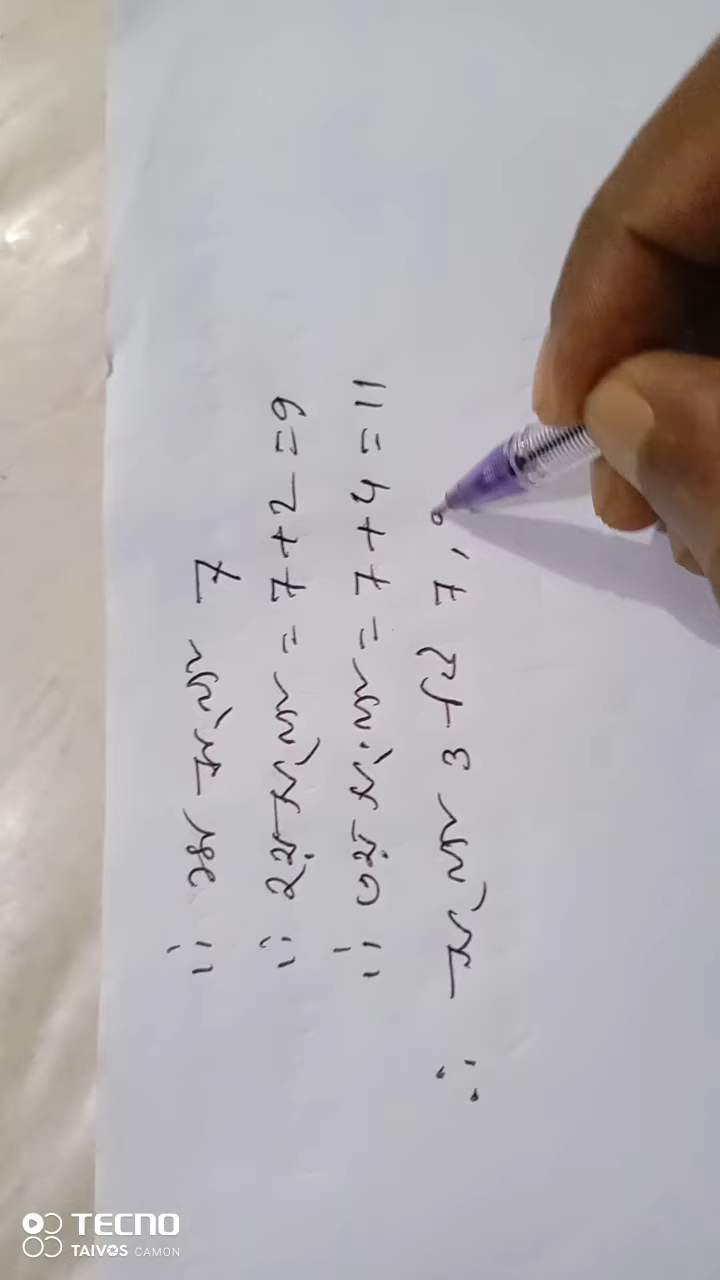 ∴ ১ম সংখ্যা 7
∴ ২য় সংখ্যা = 7 + 2 = 9
∴ ৩য় সংখ্যা = 7 + 4 = 11
∴ সংখ্যা 3 টি 7,
TECNO
TAIVOS CAMON